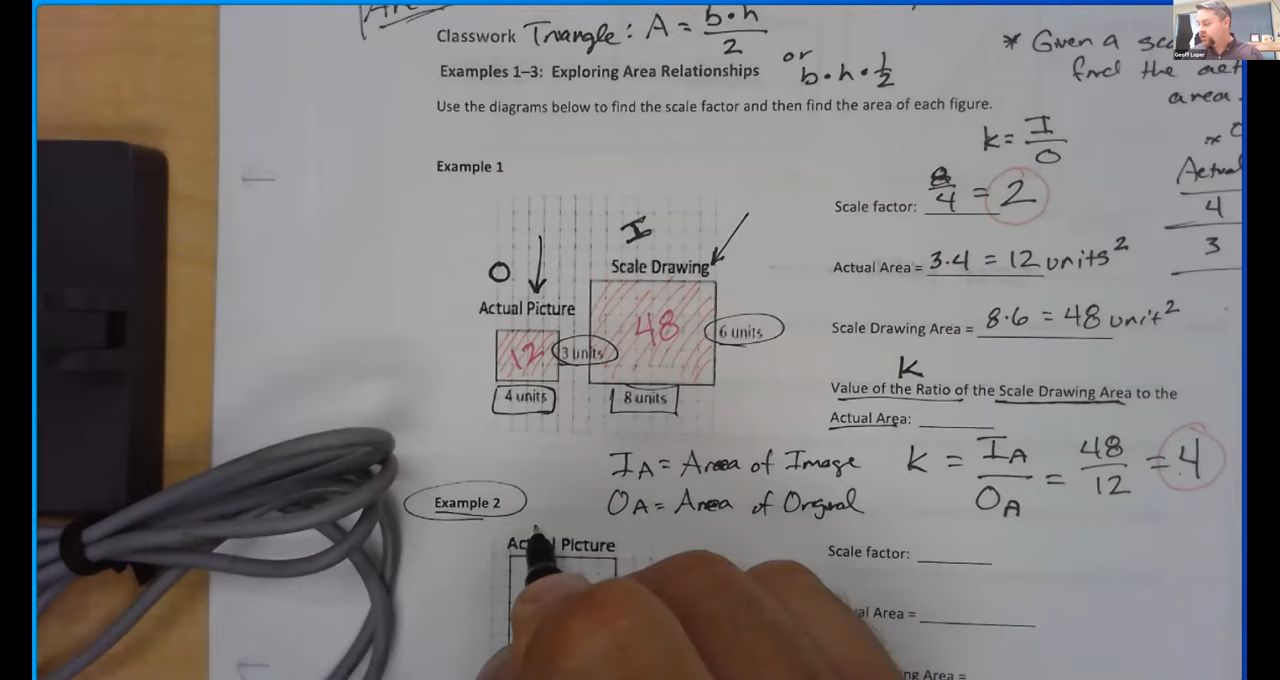 Classwork Triangle: A = b•h / 2
or
b•h•1/2
Examples 1–3: Exploring Area Relationships
* Given a
find the
area.
Use the diagrams below to find the scale factor and then find the area of each figure.
k = I/O
Example 1
Scale factor: 8/4 = 2
Actual
4
3
I
O
Scale Drawing
Actual Picture
12
48
3 units
6 units
4 units
8 units
Actual Area = 3•4 = 12 units²
Scale Drawing Area = 8•6 = 48 unit²
K
Value of the Ratio of the Scale Drawing Area to the
Actual Area:
IA = Area of Image
OA = Area of Orginal
k = IA/OA = 48/12 = 4
Example 2
Picture
Scale factor:
Area =
Area =
Geoff Loper